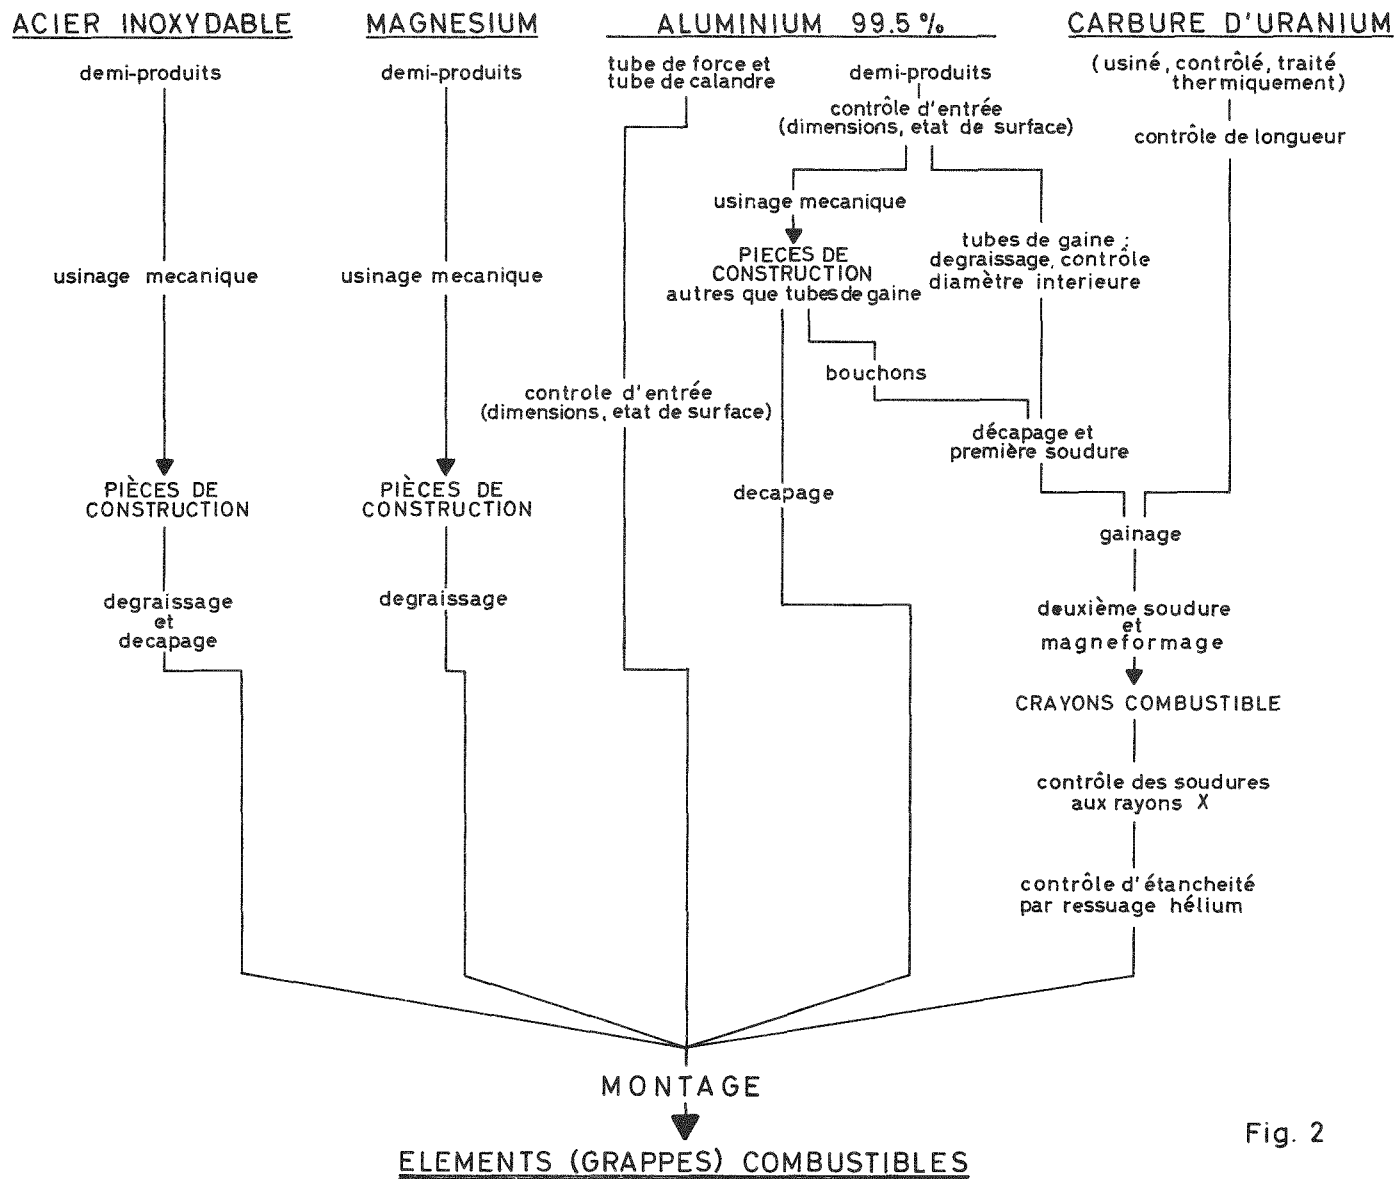 ACIER INOXYDABLE
demi-produits
usinage mecanique
PIÈCES DE
CONSTRUCTION
degraissage
et
decapage
MAGNESIUM
demi-produits
usinage mecanique
PIÈCES DE
CONSTRUCTION
degraissage
ALUMINIUM 99.5 %
tube de force et
tube de calandre
controle d'entrée
(dimensions, etat de surface)
demi-produits
contrôle d'entrée
(dimensions, etat de surface)
usinage mecanique
PIECES DE
CONSTRUCTION
autres que tubes de gaine
decapage
bouchons
tubes de gaine :
degraissage, contrôle
diamètre interieure
décapage et
première soudure
CARBURE D'URANIUM
(usiné, contrôlé, traité
thermiquement)
contrôle de longueur
gainage
deuxième soudure
et
magneformage
CRAYONS COMBUSTIBLE
contrôle des soudures
aux rayons X
contrôle d'étancheité
par ressuage hélium
MONTAGE
ELEMENTS (GRAPPES) COMBUSTIBLES
Fig. 2